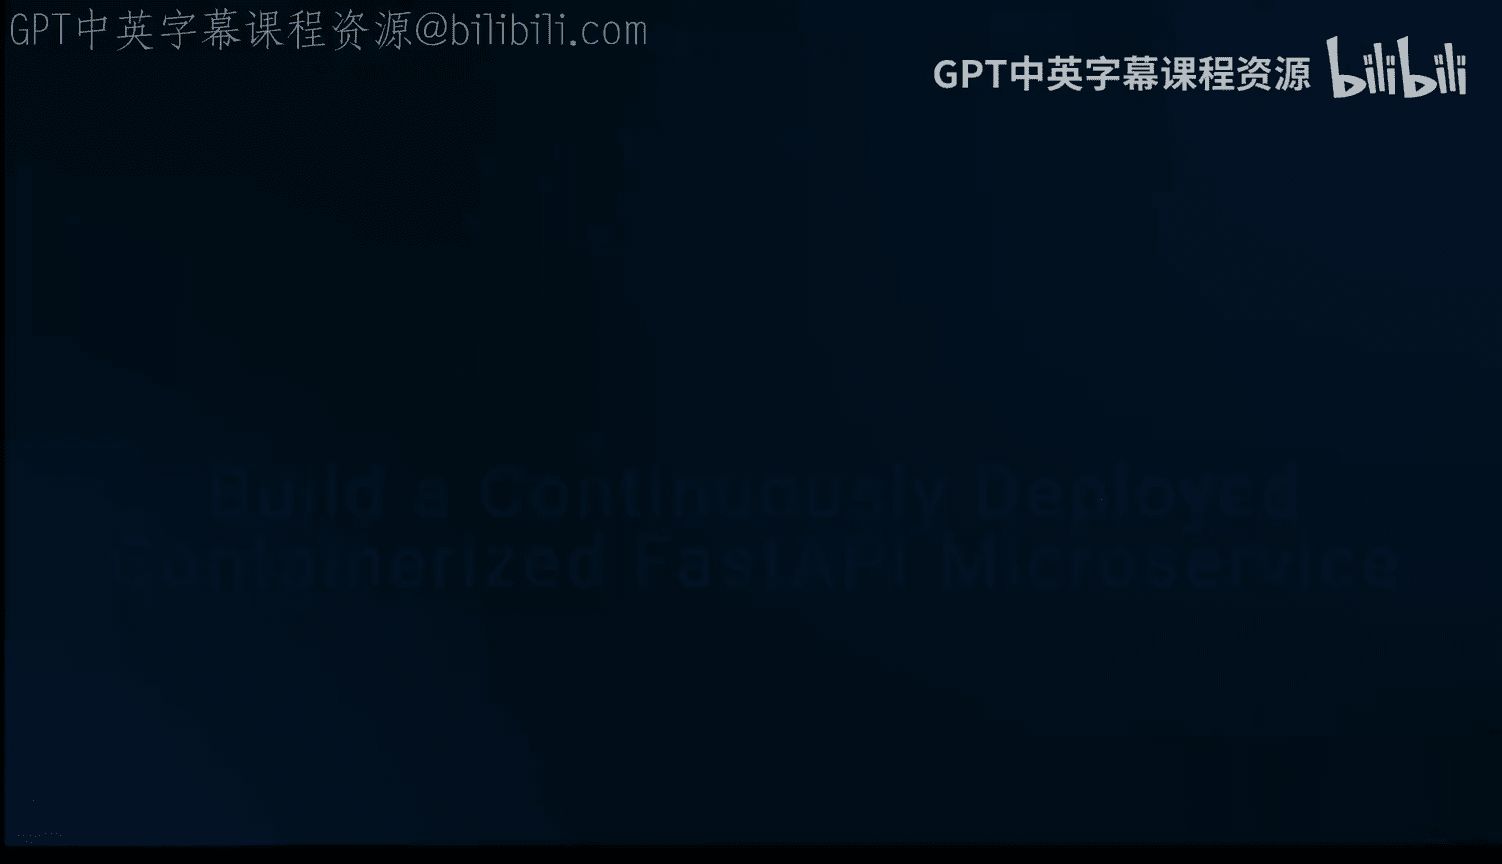 GPT中英字幕课程资源@bilibili.com
GPT中英字幕课程资源 bilibili
Build a Continuously Deployed
Containerized FastAPI Microservice